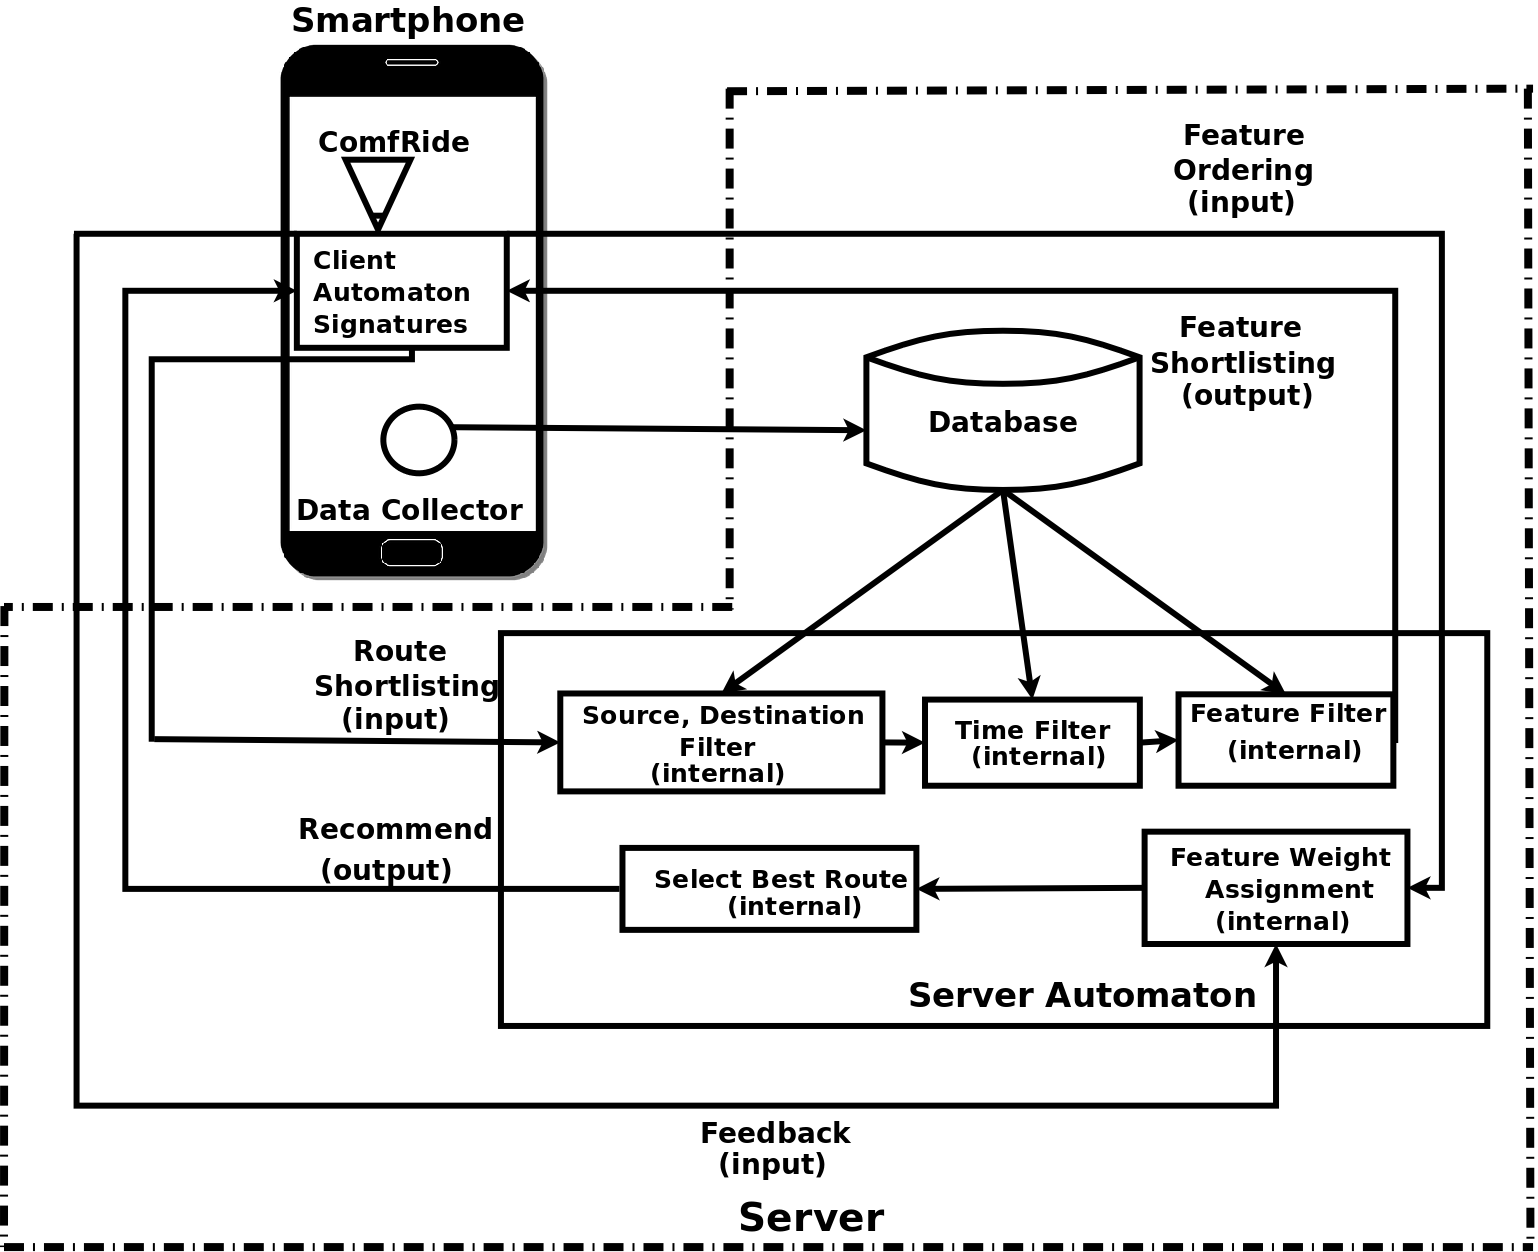 Smartphone
ComfRide
Client
Automaton
Signatures
Data Collector
Feature
Ordering
(input)
Feature
Shortlisting
(output)
Database
Route
Shortlisting
(input)
Source, Destination
Filter
(internal)
Time Filter
(internal)
Feature Filter
(internal)
Recommend
(output)
Select Best Route
(internal)
Feature Weight
Assignment
(internal)
Server Automaton
Feedback
(input)
Server